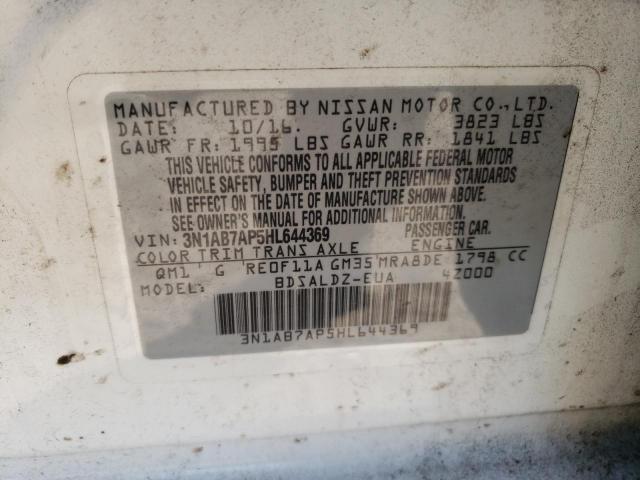 MANUFACTURED BY NISSAN MOTOR CO., LTD.
DATE: 10/16. GVWR: 3823 LBS
GAWR FR: 1995 LBS GAWR RR: 1841 LBS
THIS VEHICLE CONFORMS TO ALL APPLICABLE FEDERAL MOTOR
VEHICLE SAFETY, BUMPER AND THEFT PREVENTION STANDARDS
IN EFFECT ON THE DATE OF MANUFACTURE SHOWN ABOVE.
SEE OWNER'S MANUAL FOR ADDITIONAL INFORMATION.
VIN: 3N1AB7AP5HL644369 PASSENGER CAR.
COLOR TRIM TRANS AXLE ENGINE
QM1 G RE0F11A GM35 MRA8DE 1798 CC
MODEL: BDSALDZ-EUA 4Z000
3N1AB7AP5HL644369